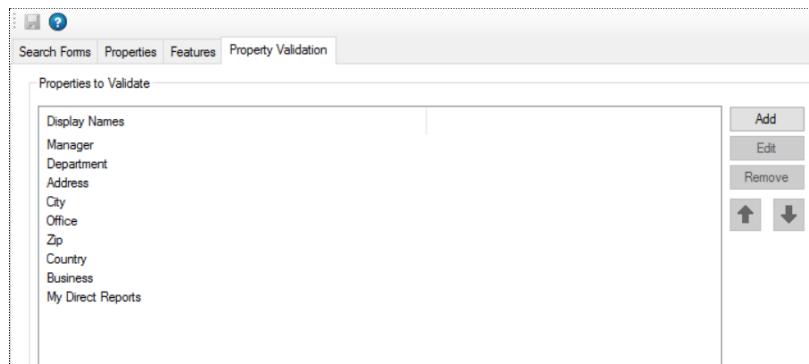 Search Forms Properties Features Property Validation
Properties to Validate
Display Names
Manager
Department
Address
City
Office
Zip
Country
Business
My Direct Reports
Add
Edit
Remove